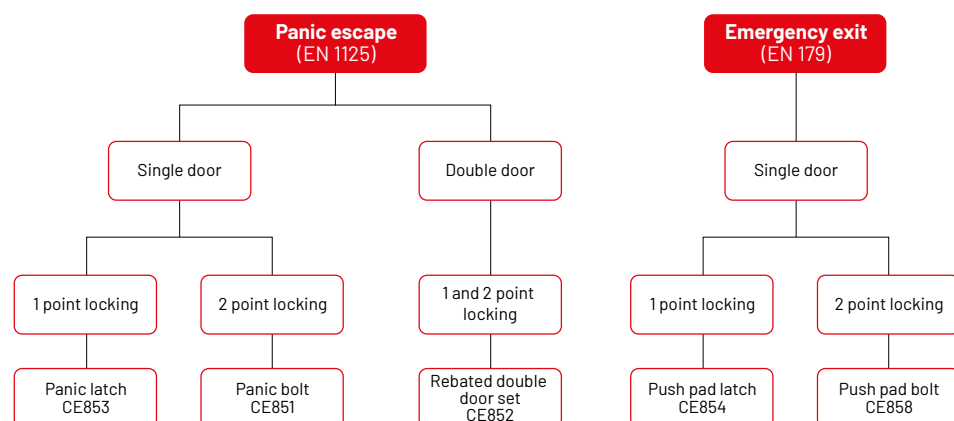 Panic escape
(EN 1125)
Emergency exit
(EN 179)
Single door
Double door
Single door
1 point locking
2 point locking
1 and 2 point
locking
1 point locking
2 point locking
Panic latch
CE853
Panic bolt
CE851
Rebated double
door set
CE852
Push pad latch
CE854
Push pad bolt
CE858